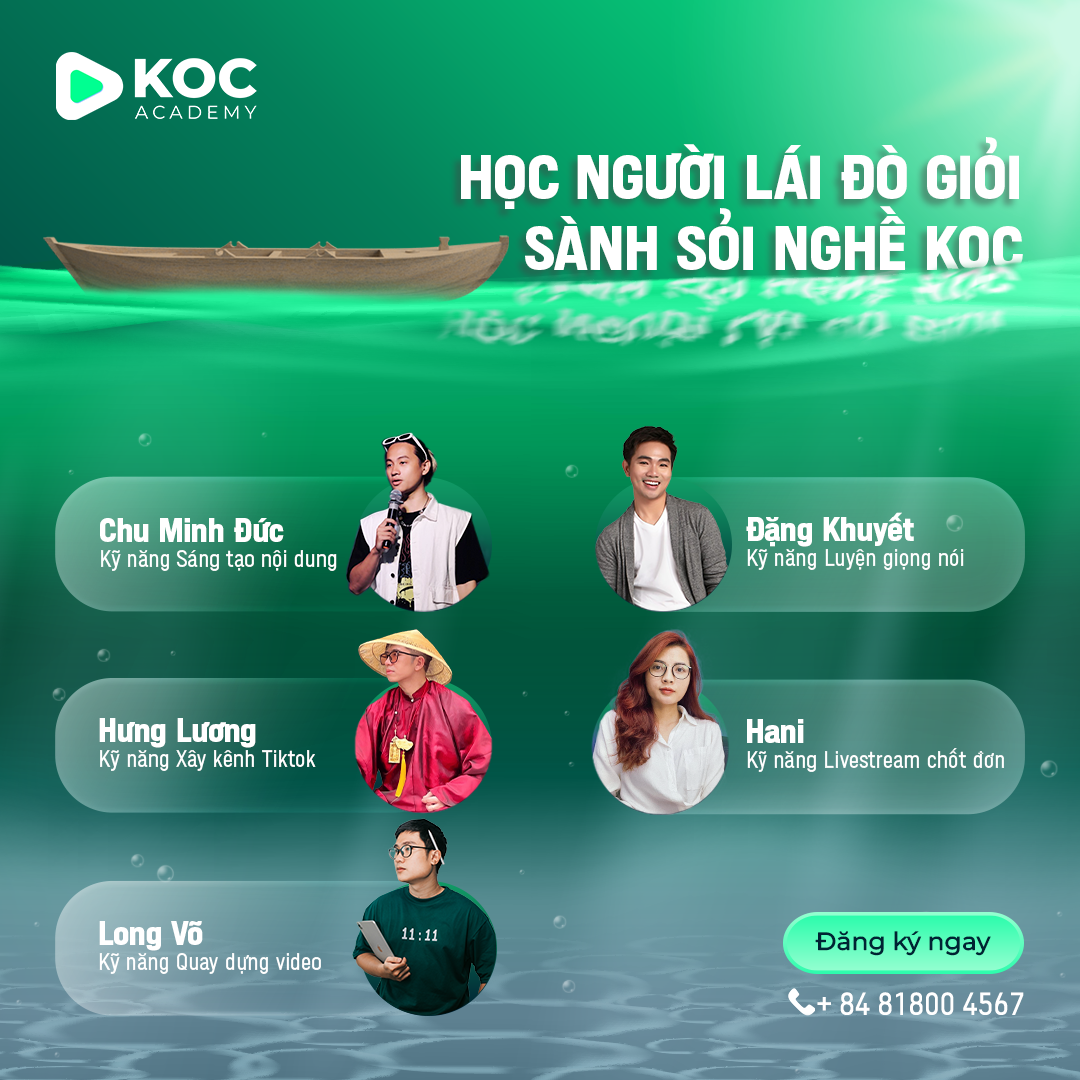 KOC
ACADEMY
HỌC NGƯỜI LÁI ĐÒ GIỎI
SÀNH SỎI NGHỀ KOC
Chu Minh Đức
Kỹ năng Sáng tạo nội dung
Đặng Khuyết
Kỹ năng Luyện giọng nói
Hưng Lương
Kỹ năng Xây kênh Tiktok
Hani
Kỹ năng Livestream chốt đơn
Long Võ
Kỹ năng Quay dựng video
11:11
Đăng ký ngay
+ 84 81800 4567